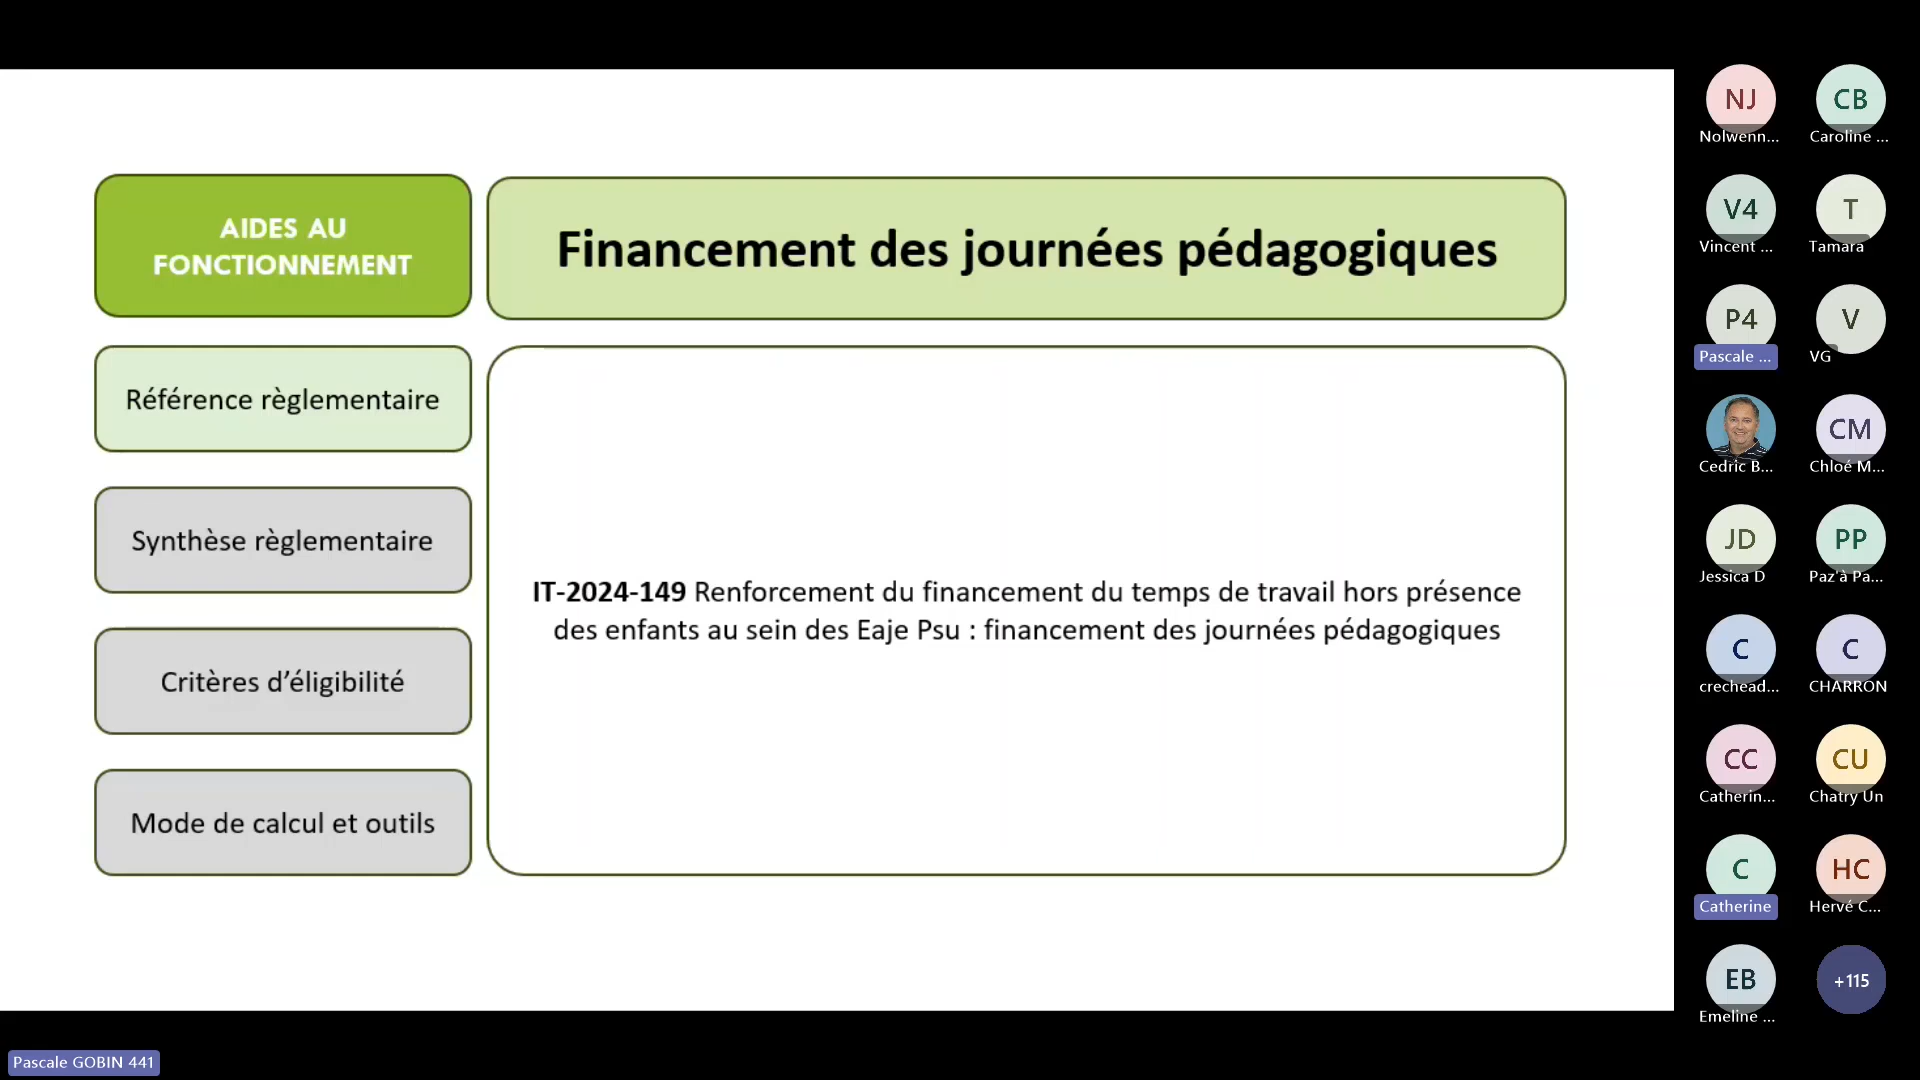 AIDES AU
FONCTIONNEMENT
Financement des journées pédagogiques
Référence règlementaire
Synthèse règlementaire
Critères d'éligibilité
Mode de calcul et outils
IT-2024-149 Renforcement du financement du temps de travail hors présence
des enfants au sein des Eaje Psu : financement des journées pédagogiques
NJ
Nolwenn...
CB
Caroline ...
V4
Vincent ...
T
Tamara
P4
Pascale ...
V
VG
Cedric B...
CM
Chloé M...
JD
Jessica D
PP
Paz'à Pa...
C
crechead...
C
CHARRON
CC
Catherin...
CU
Chatry Un
C
Catherine
HC
Hervé C...
EB
Emeline ...
+115
Pascale GOBIN 441